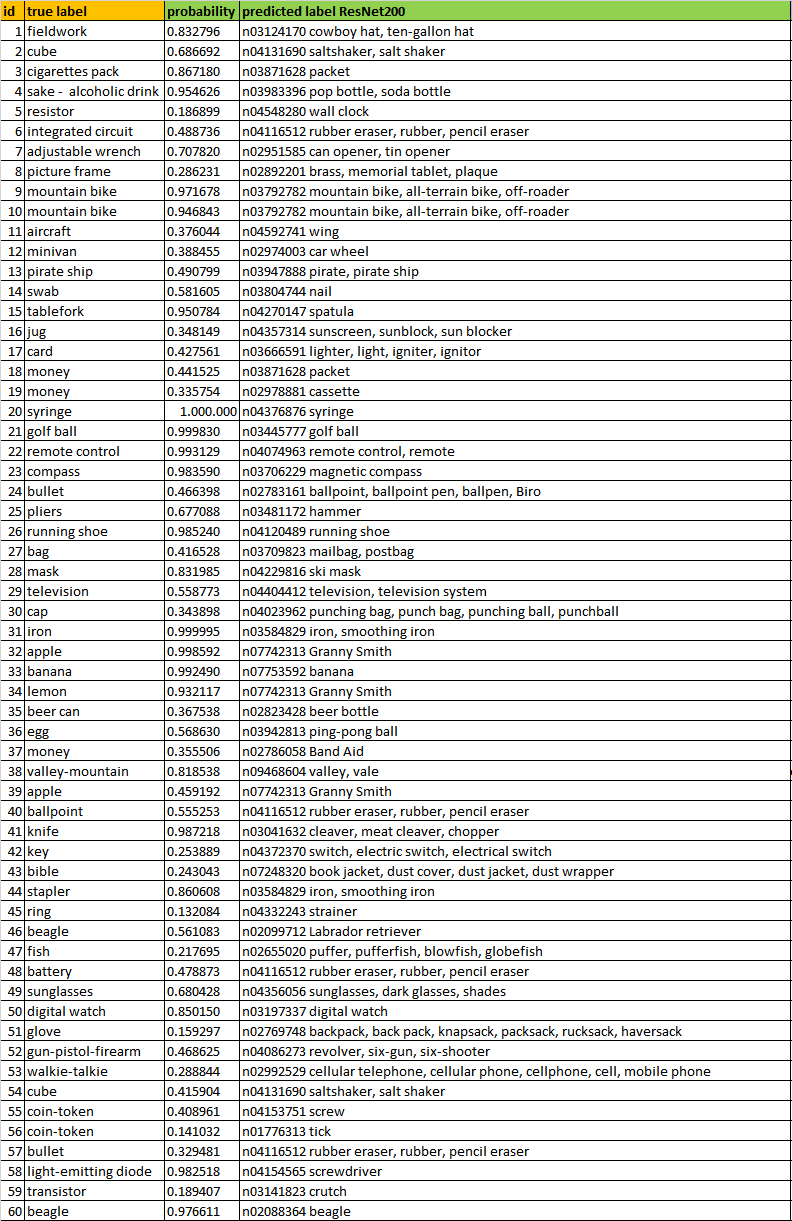 id true label probability predicted label ResNet200
1 fieldwork 0.832796 n03124170 cowboy hat, ten-gallon hat
2 cube 0.686692 n04131690 saltshaker, salt shaker
3 cigarettes pack 0.867180 n03871628 packet
4 sake - alcoholic drink 0.954626 n03983396 pop bottle, soda bottle
5 resistor 0.186899 n04548280 wall clock
6 integrated circuit 0.488736 n04116512 rubber eraser, rubber, pencil eraser
7 adjustable wrench 0.707820 n02951585 can opener, tin opener
8 picture frame 0.286231 n02892201 brass, memorial tablet, plaque
9 mountain bike 0.971678 n03792782 mountain bike, all-terrain bike, off-roader
10 mountain bike 0.946843 n03792782 mountain bike, all-terrain bike, off-roader
11 aircraft 0.376044 n04592741 wing
12 minivan 0.388455 n02974003 car wheel
13 pirate ship 0.490799 n03947888 pirate, pirate ship
14 swab 0.581605 n03804744 nail
15 tablefork 0.950784 n04270147 spatula
16 jug 0.348149 n04357314 sunscreen, sunblock, sun blocker
17 card 0.427561 n03666591 lighter, light, igniter, ignitor
18 money 0.441525 n03871628 packet
19 money 0.335754 n02978881 cassette
20 syringe 1.000.000 n04376876 syringe
21 golf ball 0.999830 n03445777 golf ball
22 remote control 0.993129 n04074963 remote control, remote
23 compass 0.983590 n03706229 magnetic compass
24 bullet 0.466398 n02783161 ballpoint, ballpoint pen, ballpen, Biro
25 pliers 0.677088 n03481172 hammer
26 running shoe 0.985240 n04120489 running shoe
27 bag 0.416528 n03709823 mailbag, postbag
28 mask 0.831985 n04229816 ski mask
29 television 0.558773 n04404412 television, television system
30 cap 0.343898 n04023962 punching bag, punch bag, punching ball, punchball
31 iron 0.999995 n03584829 iron, smoothing iron
32 apple 0.998592 n07742313 Granny Smith
33 banana 0.992490 n07753592 banana
34 lemon 0.932117 n07742313 Granny Smith
35 beer can 0.367538 n02823428 beer bottle
36 egg 0.568630 n03942813 ping-pong ball
37 money 0.355506 n02786058 Band Aid
38 valley-mountain 0.818538 n09468604 valley, vale
39 apple 0.459192 n07742313 Granny Smith
40 ballpoint 0.555253 n04116512 rubber eraser, rubber, pencil eraser
41 knife 0.987218 n03041632 cleaver, meat cleaver, chopper
42 key 0.253889 n04372370 switch, electric switch, electrical switch
43 bible 0.243043 n07248320 book jacket, dust cover, dust jacket, dust wrapper
44 stapler 0.860608 n03584829 iron, smoothing iron
45 ring 0.132084 n04332243 strainer
46 beagle 0.561083 n02099712 Labrador retriever
47 fish 0.217695 n02655020 puffer, pufferfish, blowfish, globefish
48 battery 0.478873 n04116512 rubber eraser, rubber, pencil eraser
49 sunglasses 0.680428 n04356056 sunglasses, dark glasses, shades
50 digital watch 0.850150 n03197337 digital watch
51 glove 0.159297 n02769748 backpack, back pack, knapsack, packsack, rucksack, haversack
52 gun-pistol-firearm 0.468625 n04086273 revolver, six-gun, six-shooter
53 walkie-talkie 0.288844 n02992529 cellular telephone, cellular phone, cellphone, cell, mobile phone
54 cube 0.415904 n04131690 saltshaker, salt shaker
55 coin-token 0.408961 n04153751 screw
56 coin-token 0.141032 n01776313 tick
57 bullet 0.329481 n04116512 rubber eraser, rubber, pencil eraser
58 light-emitting diode 0.982518 n04154565 screwdriver
59 transistor 0.189407 n03141823 crutch
60 beagle 0.976611 n02088364 beagle